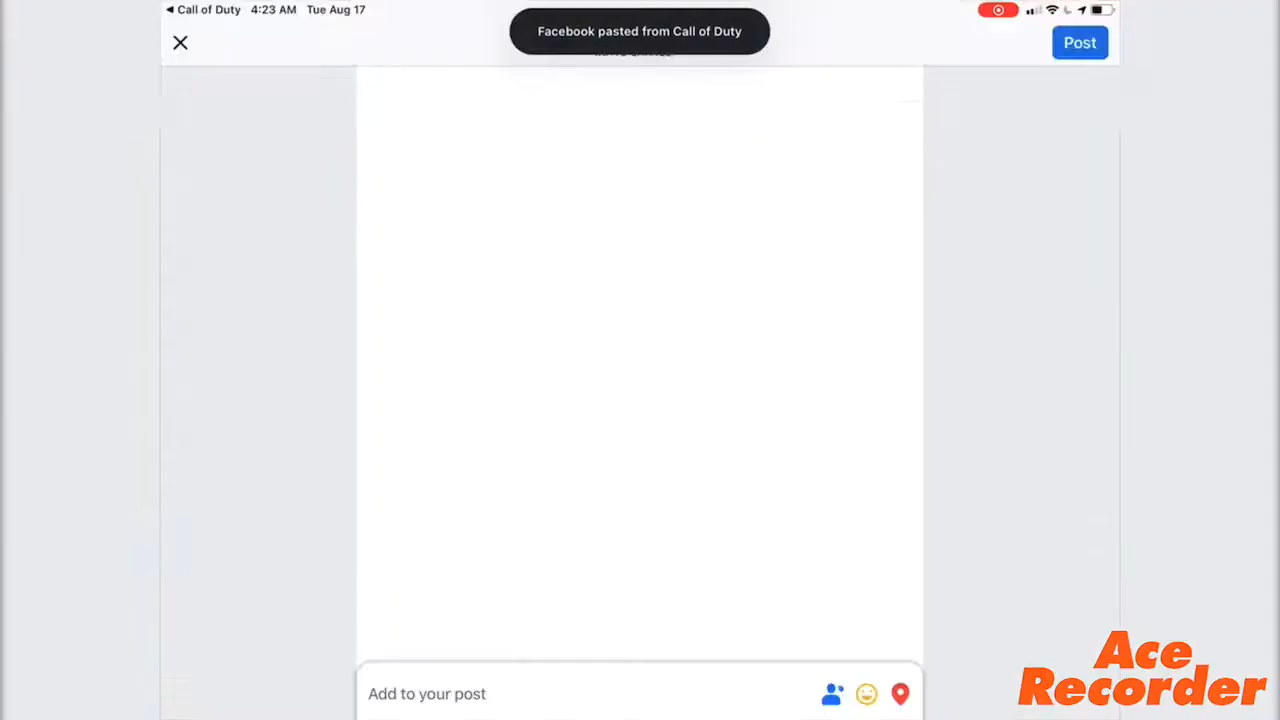 ◀ Call of Duty 4:23 AM Tue Aug 17
Facebook pasted from Call of Duty
Post
Add to your post
Ace
Recorder